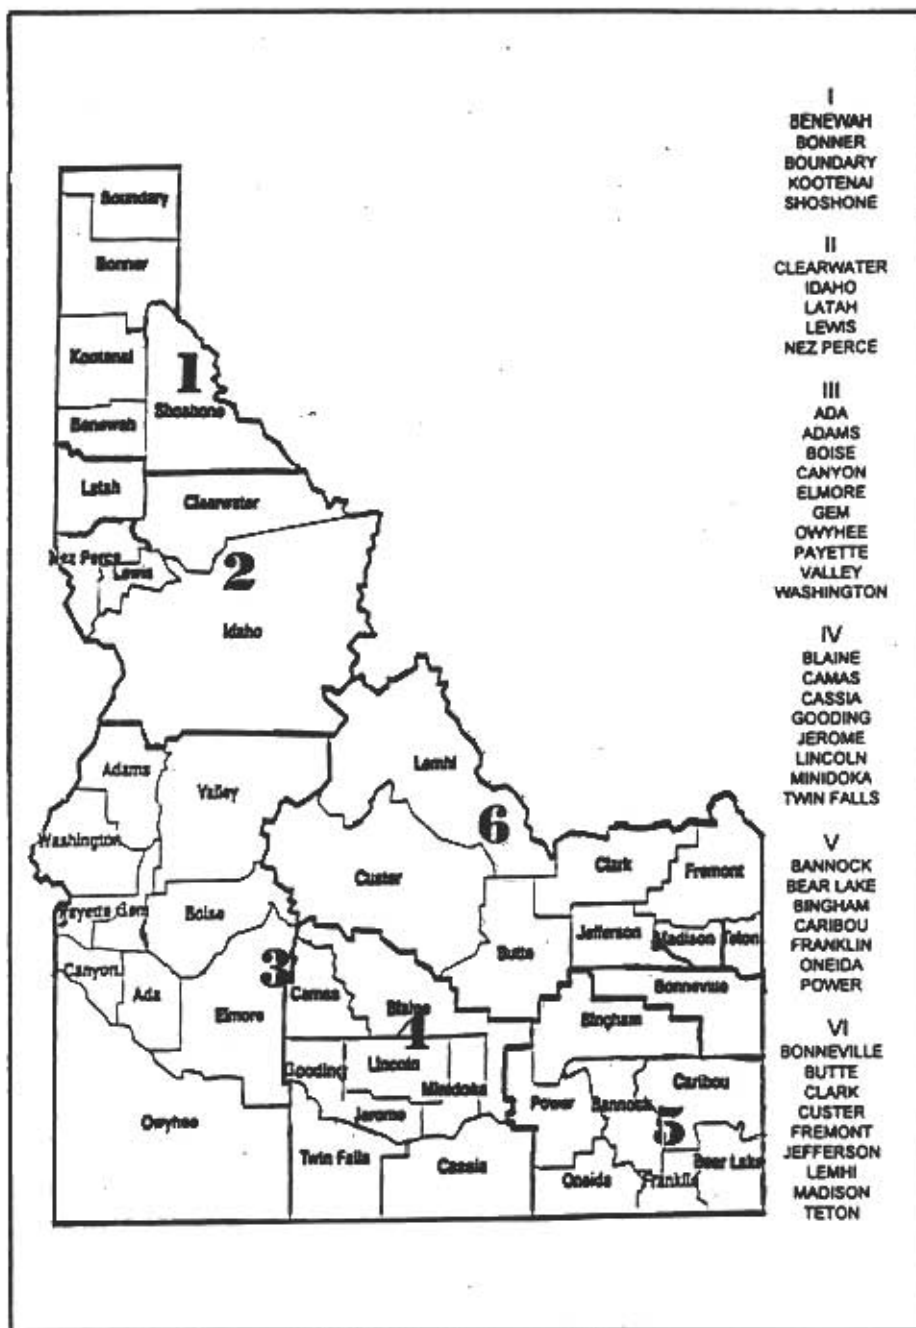 I
BENEWAH
BONNER
BOUNDARY
KOOTENAI
SHOSHONE
II
CLEARWATER
IDAHO
LATAH
LEWIS
NEZ PERCE
III
ADA
ADAMS
BOISE
CANYON
ELMORE
GEM
OWYHEE
PAYETTE
VALLEY
WASHINGTON
IV
BLAINE
CAMAS
CASSIA
GOODING
JEROME
LINCOLN
MINIDOKA
TWIN FALLS
V
BANNOCK
BEAR LAKE
BINGHAM
CARIBOU
FRANKLIN
ONEIDA
POWER
VI
BONNEVILLE
BUTTE
CLARK
CUSTER
FREMONT
JEFFERSON
LEMHI
MADISON
TETON
Boundary
Bonner
Kootenai
1
Shoshone
Benewah
Latah
Clearwater
Nez Perce
Lewis
2
Idaho
Adams
Valley
Lemhi
Washington
6
Custer
Clark
Fremont
Payette
Gem
Boise
Butte
Jefferson
Madison
Teton
Canyon
Ada
3
Elmore
Camas
Blaine
4
Bonneville
Bingham
Gooding
Lincoln
Minidoka
Jerome
Power
Bannock
Caribou
5
Owyhee
Twin Falls
Cassia
Oneida
Franklin
Bear Lake